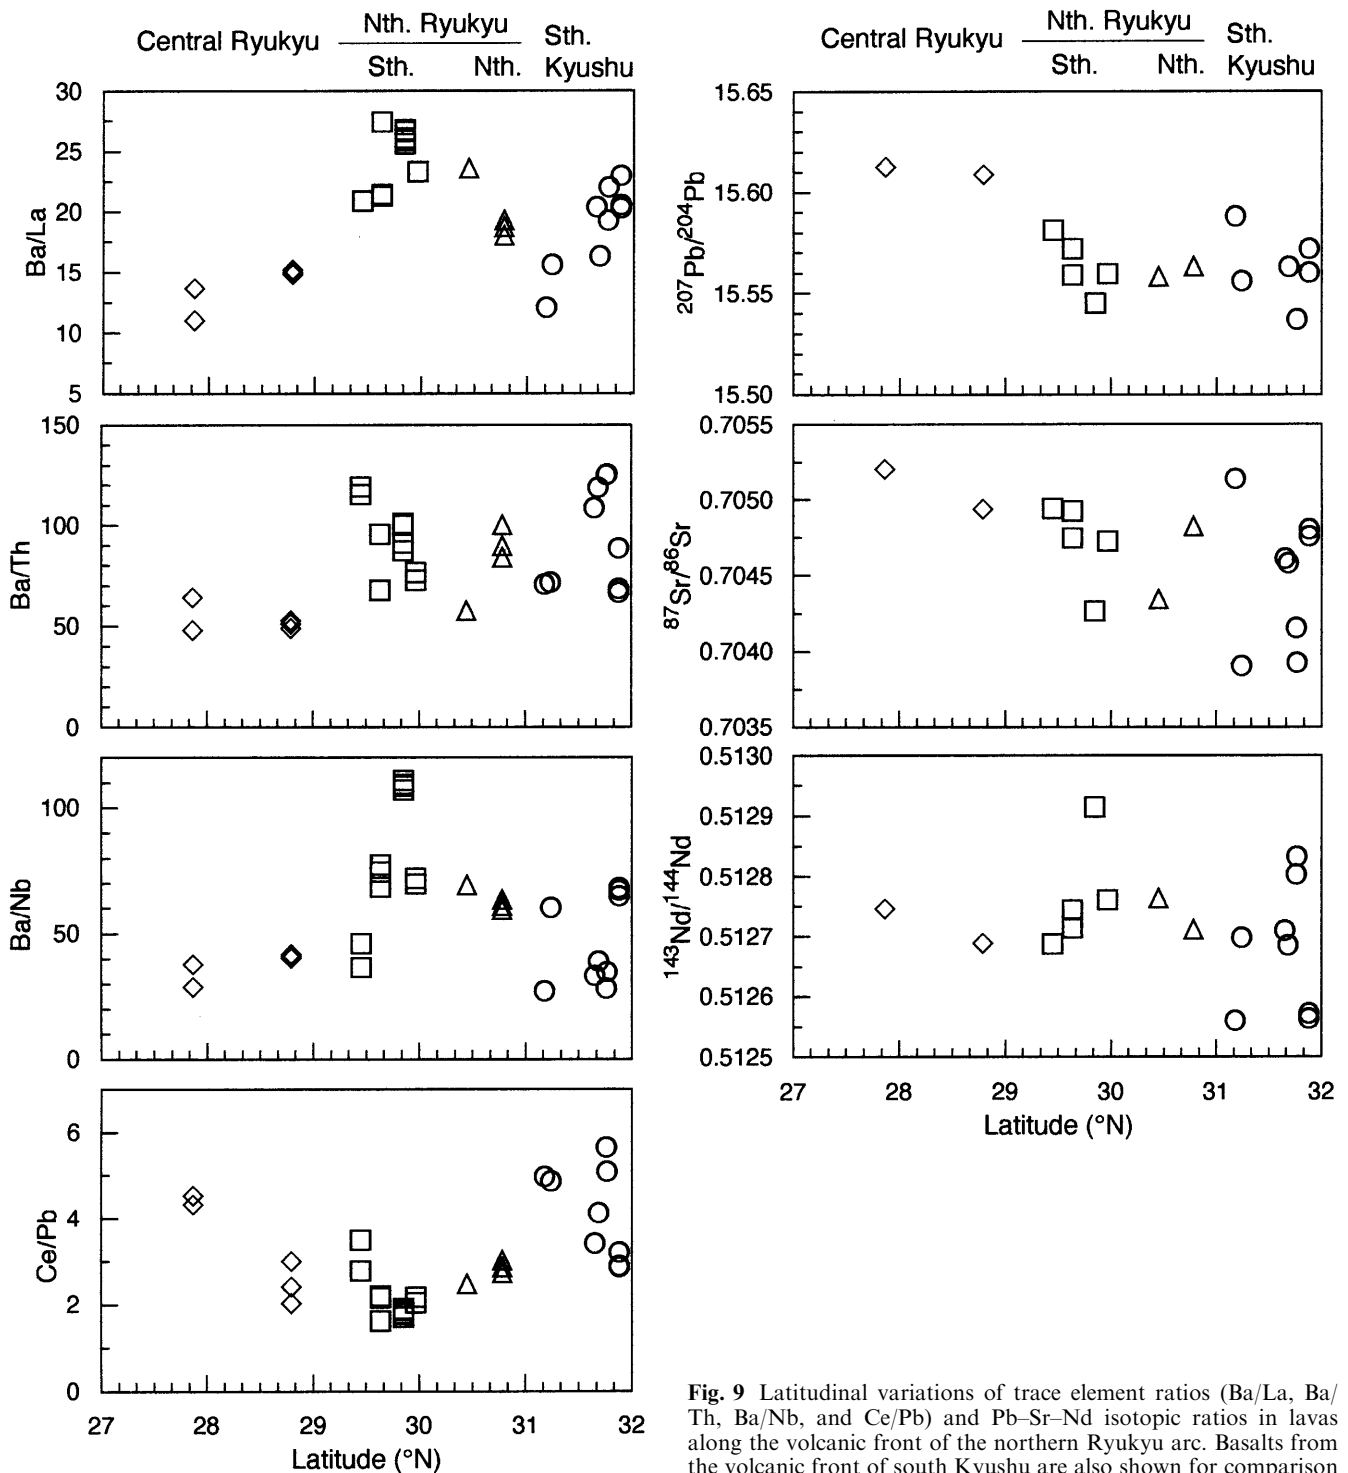 Central Ryukyu
Nth. Ryukyu
Sth.
Nth.
Sth.
Kyushu
30
25
20
15
10
5
Ba/La
150
100
50
0
Ba/Th
100
50
0
Ba/Nb
6
4
2
0
Ce/Pb
27 28 29 30 31 32
Latitude (°N)
Central Ryukyu
Nth. Ryukyu
Sth.
Nth.
Sth.
Kyushu
15.65
15.60
15.55
15.50
207Pb/204Pb
0.7055
0.7050
0.7045
0.7040
0.7035
87Sr/86Sr
0.5130
0.5129
0.5128
0.5127
0.5126
0.5125
143Nd/144Nd
27 28 29 30 31 32
Latitude (°N)
Fig. 9 Latitudinal variations of trace element ratios (Ba/La, Ba/
Th, Ba/Nb, and Ce/Pb) and Pb–Sr–Nd isotopic ratios in lavas
along the volcanic front of the northern Ryukyu arc. Basalts from
the volcanic front of south Kyushu are also shown for comparison